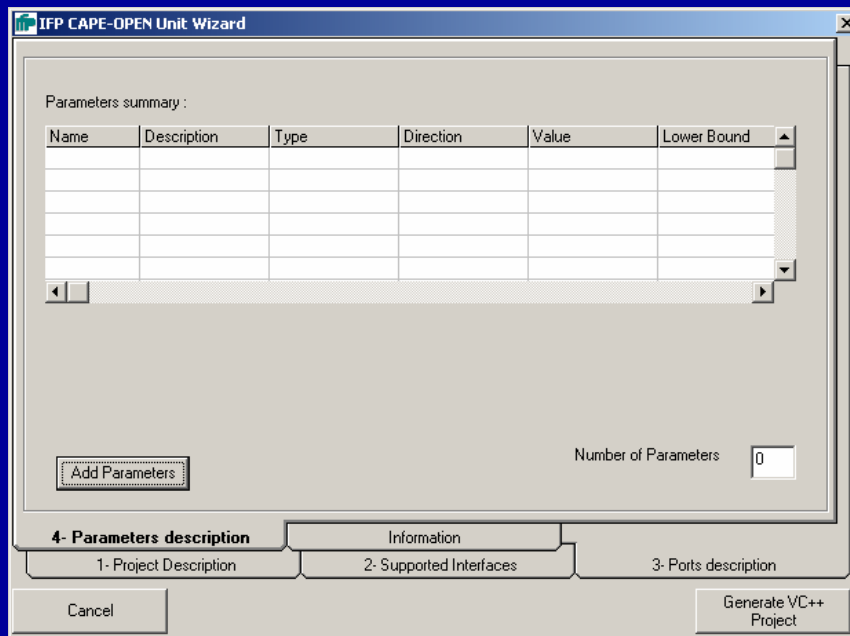 IFP CAPE-OPEN Unit Wizard
Parameters summary :
Name Description Type Direction Value Lower Bound
Number of Parameters 0
Add Parameters
4- Parameters description Information
1- Project Description 2- Supported Interfaces 3- Ports description
Cancel
Generate VC++
Project